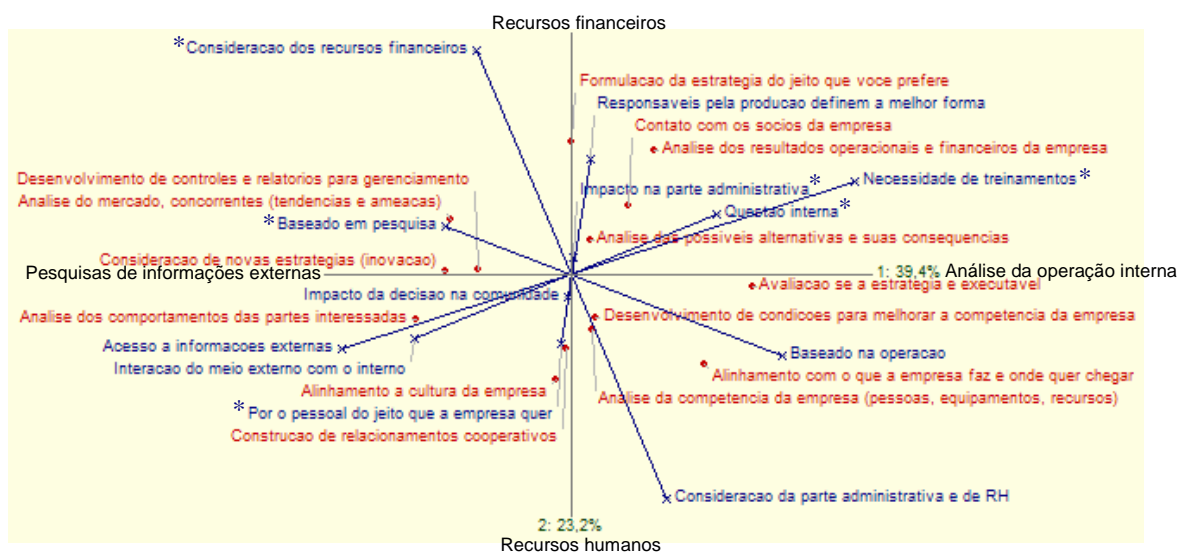 Recursos financeiros
*Consideracao dos recursos financeiros
Formulacao da estrategia do jeito que voce prefere
Responsaveis pela producao definem a melhor forma
Contato com os socios da empresa
Analise dos resultados operacionais e financeiros da empresa
Desenvolvimento de controles e relatorios para gerenciamento
Impacto na parte administrativa*
Necessidade de treinamentos*
Analise do mercado, concorrentes (tendencias e ameacas)
*Baseado em pesquisa
Questao interna*
Analise das possiveis alternativas e suas consequencias
Consideracao de novas estrategias (inovacao)
Pesquisas de informações externas
1: 39,4% Análise da operação interna
Avaliacao se a estrategia e executavel
Impacto da decisao na comunidade
Analise dos comportamentos das partes interessadas
Desenvolvimento de condicoes para melhorar a competencia da empresa
Acesso a informacoes externas
Baseado na operacao
Interacao do meio externo com o interno
Alinhamento com o que a empresa faz e onde quer chegar
Alinhamento a cultura da empresa
Analise da competencia da empresa (pessoas, equipamentos, recursos)
*Por o pessoal do jeito que a empresa quer
Construcao de relacionamentos cooperativos
Consideracao da parte administrativa e de RH
2: 23,2%
Recursos humanos